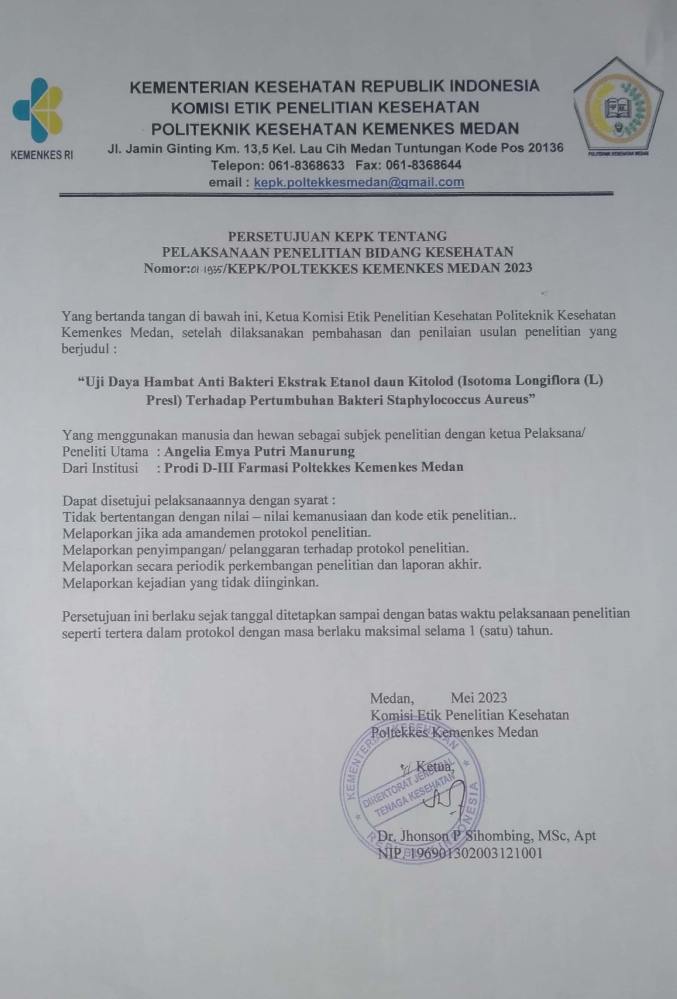 KEMENKES RI
KEMENTERIAN KESEHATAN REPUBLIK INDONESIA
KOMISI ETIK PENELITIAN KESEHATAN
POLITEKNIK KESEHATAN KEMENKES MEDAN
Jl. Jamin Ginting Km. 13,5 Kel. Lau Cih Medan Tuntungan Kode Pos 20136
Telepon: 061-8368633 Fax: 061-8368644
email : kepk.poltekkesmedan@gmail.com
POLITEKNIK KESEHATAN MEDAN
PERSETUJUAN KEPK TENTANG
PELAKSANAAN PENELITIAN BIDANG KESEHATAN
Nomor:01.1935/KEPK/POLTEKKES KEMENKES MEDAN 2023
Yang bertanda tangan di bawah ini, Ketua Komisi Etik Penelitian Kesehatan Politeknik Kesehatan
Kemenkes Medan, setelah dilaksanakan pembahasan dan penilaian usulan penelitian yang
berjudul :
“Uji Daya Hambat Anti Bakteri Ekstrak Etanol daun Kitolod (Isotoma Longiflora (L)
Presl) Terhadap Pertumbuhan Bakteri Staphylococcus Aureus”
Yang menggunakan manusia dan hewan sebagai subjek penelitian dengan ketua Pelaksana/
Peneliti Utama : Angelia Emya Putri Manurung
Dari Institusi : Prodi D-III Farmasi Poltekkes Kemenkes Medan
Dapat disetujui pelaksanaannya dengan syarat :
Tidak bertentangan dengan nilai – nilai kemanusiaan dan kode etik penelitian..
Melaporkan jika ada amandemen protokol penelitian.
Melaporkan penyimpangan/ pelanggaran terhadap protokol penelitian.
Melaporkan secara periodik perkembangan penelitian dan laporan akhir.
Melaporkan kejadian yang tidak diinginkan.
Persetujuan ini berlaku sejak tanggal ditetapkan sampai dengan batas waktu pelaksanaan penelitian
seperti tertera dalam protokol dengan masa berlaku maksimal selama 1 (satu) tahun.
Medan, Mei 2023
Komisi Etik Penelitian Kesehatan
Poltekkes Kemenkes Medan
Ketua,
KEMENTERIAN KESEHATAN
DIREKTORAT JENDERAL
TENAGA KESEHATAN
REPUBLIK INDONESIA
Dr. Jhonson P Sihombing, MSc, Apt
NIP. 196901302003121001